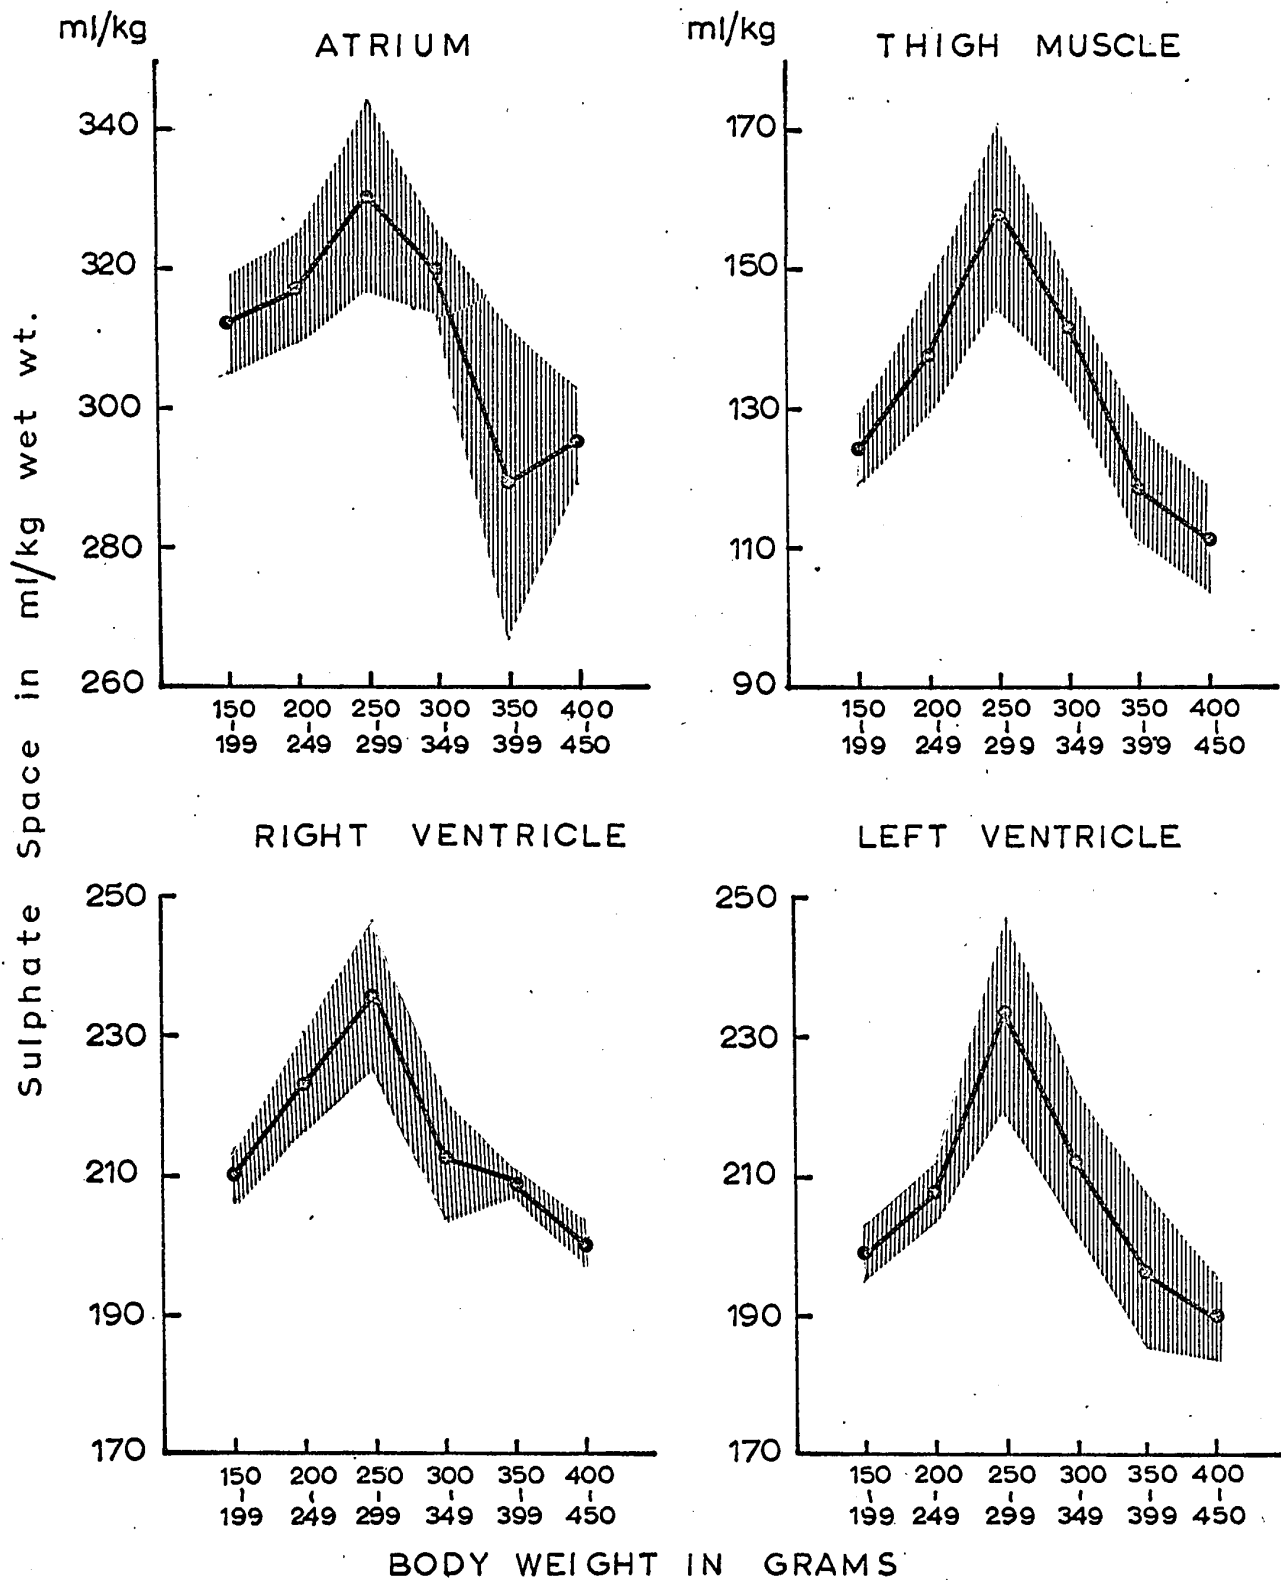 ml/kg
ATRIUM
340
320
300
280
260
150 200 250 300 350 400
199 249 299 349 399 450
ml/kg
THIGH MUSCLE
170
150
130
110
90
150 200 250 300 350 400
199 249 299 349 399 450
Sulphate Space in ml/kg wet wt.
RIGHT VENTRICLE
250
230
210
190
170
150 200 250 300 350 400
199 249 299 349 399 450
LEFT VENTRICLE
250
230
210
190
170
150 200 250 300 350 400
199 249 299 349 399 450
BODY WEIGHT IN GRAMS